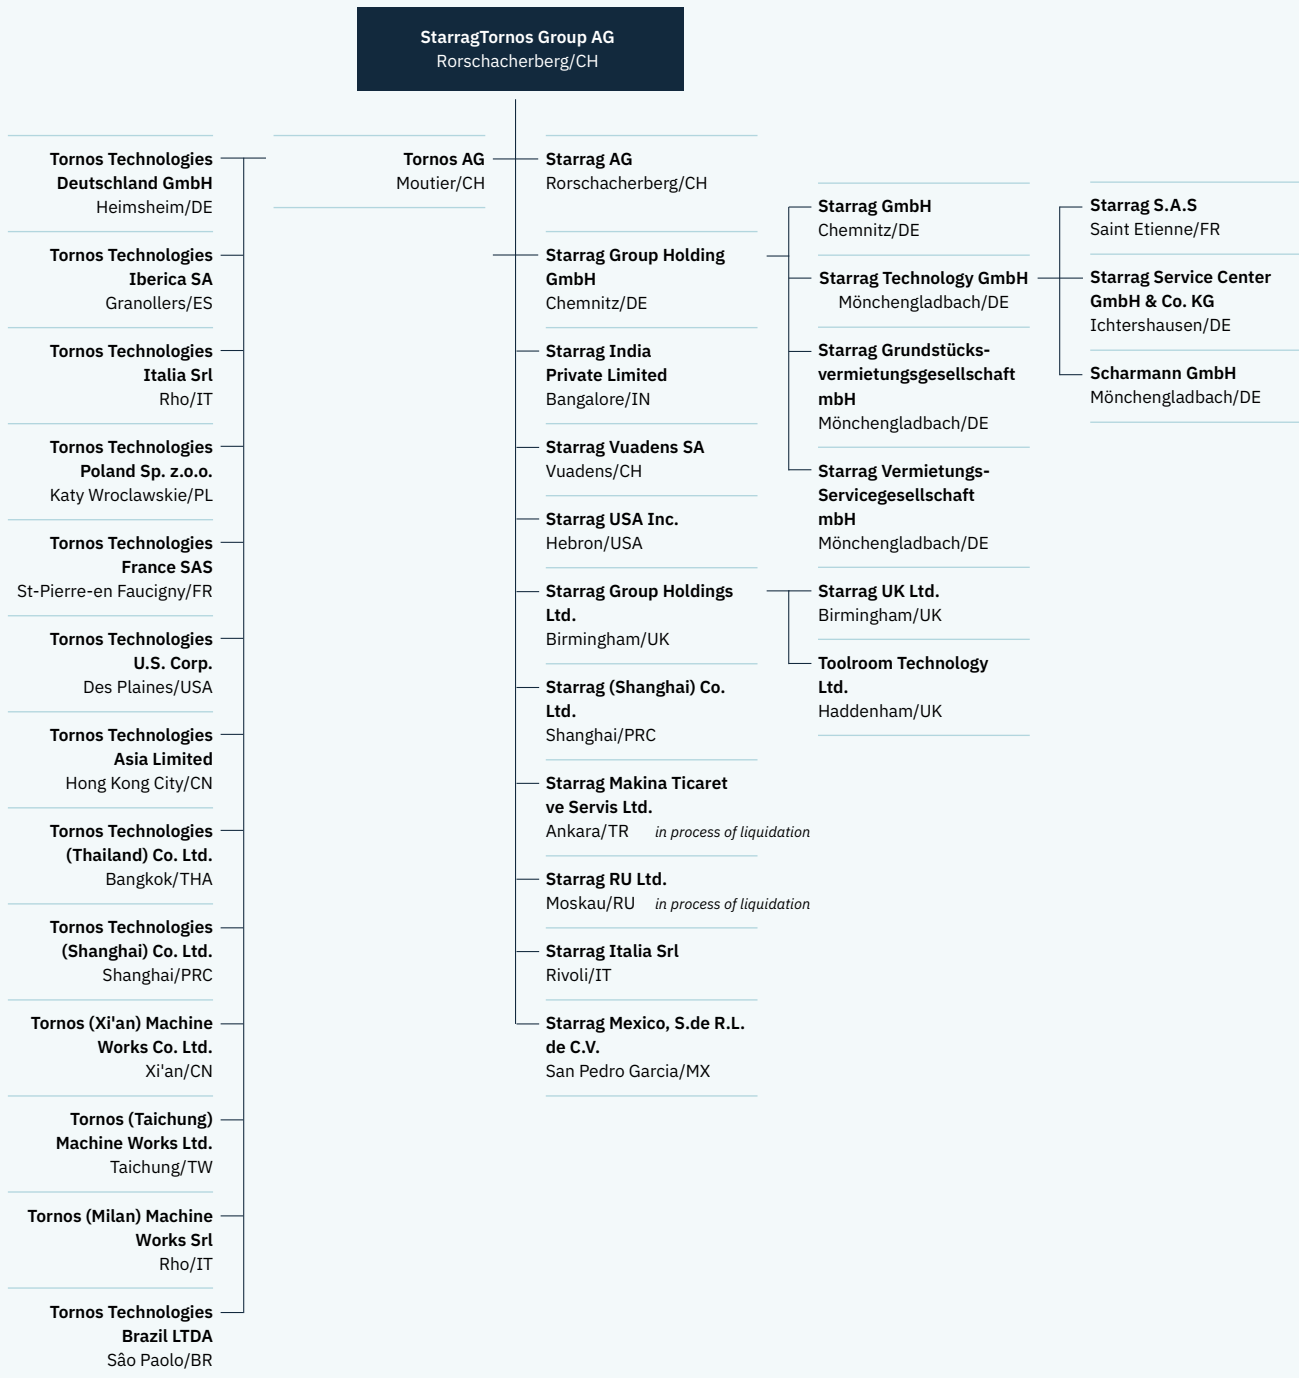 StarragTornos Group AG
Rorschacherberg/CH
Tornos Technologies
Deutschland GmbH
Heimsheim/DE
Tornos Technologies
Iberica SA
Granollers/ES
Tornos Technologies
Italia Srl
Rho/IT
Tornos Technologies
Poland Sp. z.o.o.
Katy Wroclawskie/PL
Tornos Technologies
France SAS
St-Pierre-en Faucigny/FR
Tornos Technologies
U.S. Corp.
Des Plaines/USA
Tornos Technologies
Asia Limited
Hong Kong City/CN
Tornos Technologies
(Thailand) Co. Ltd.
Bangkok/THA
Tornos Technologies
(Shanghai) Co. Ltd.
Shanghai/PRC
Tornos (Xi'an) Machine
Works Co. Ltd.
Xi'an/CN
Tornos (Taichung)
Machine Works Ltd.
Taichung/TW
Tornos (Milan) Machine
Works Srl
Rho/IT
Tornos Technologies
Brazil LTDA
Sâo Paolo/BR
Tornos AG
Moutier/CH
Starrag AG
Rorschacherberg/CH
Starrag Group Holding
GmbH
Chemnitz/DE
Starrag India
Private Limited
Bangalore/IN
Starrag Vuadens SA
Vuadens/CH
Starrag USA Inc.
Hebron/USA
Starrag Group Holdings
Ltd.
Birmingham/UK
Starrag (Shanghai) Co.
Ltd.
Shanghai/PRC
Starrag Makina Ticaret
ve Servis Ltd.
Ankara/TR in process of liquidation
Starrag RU Ltd.
Moskau/RU in process of liquidation
Starrag Italia Srl
Rivoli/IT
Starrag Mexico, S.de R.L.
de C.V.
San Pedro Garcia/MX
Starrag GmbH
Chemnitz/DE
Starrag Technology GmbH
Mönchengladbach/DE
Starrag Grundstücks-
vermietungsgesellschaft
mbH
Mönchengladbach/DE
Starrag Vermietungs-
Servicegesellschaft
mbH
Mönchengladbach/DE
Starrag UK Ltd.
Birmingham/UK
Toolroom Technology
Ltd.
Haddenham/UK
Starrag S.A.S
Saint Etienne/FR
Starrag Service Center
GmbH & Co. KG
Ichtershausen/DE
Scharmann GmbH
Mönchengladbach/DE